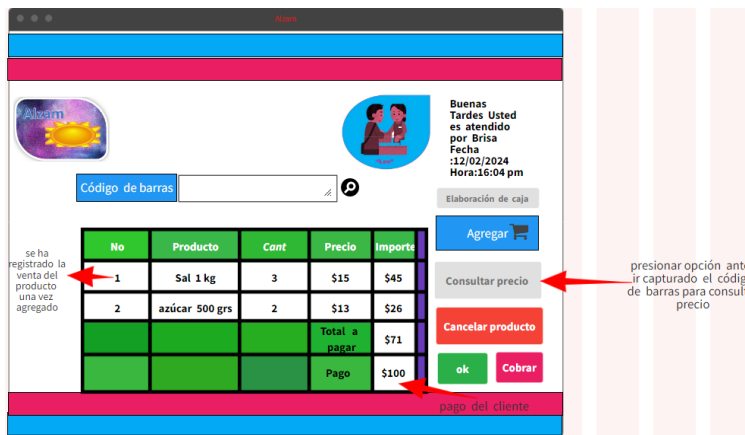 Alzam
Alzam
Buenas
Tardes Usted
es atendido
por Brisa
Fecha
:12/02/2024
Hora:16:04 pm
Código de barras
Elaboración de caja
Agregar
Consultar precio
Cancelar producto
ok
Cobrar
No Producto Cant Precio Importe
1 Sal 1 kg 3 $15 $45
2 azúcar 500 grs 2 $13 $26
Total a
pagar
$71
Pago $100
se ha
registrado la
venta del
producto
una vez
agregado
presionar opción ante
ir capturado el códig
de barras para consult
precio
pago del cliente